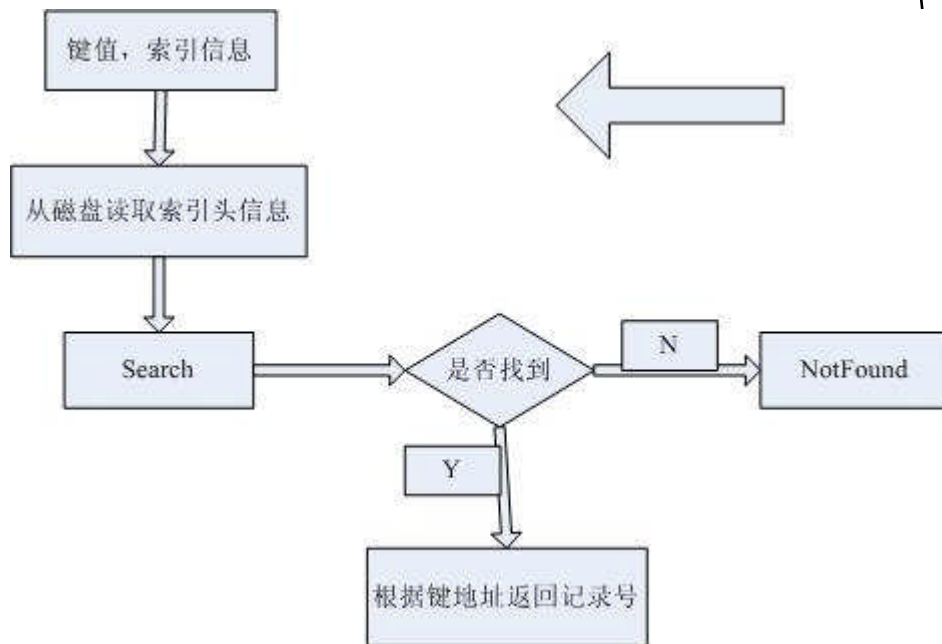 键值，索引信息
从磁盘读取索引头信息
Search
是否找到
N
NotFound
Y
根据键地址返回记录号